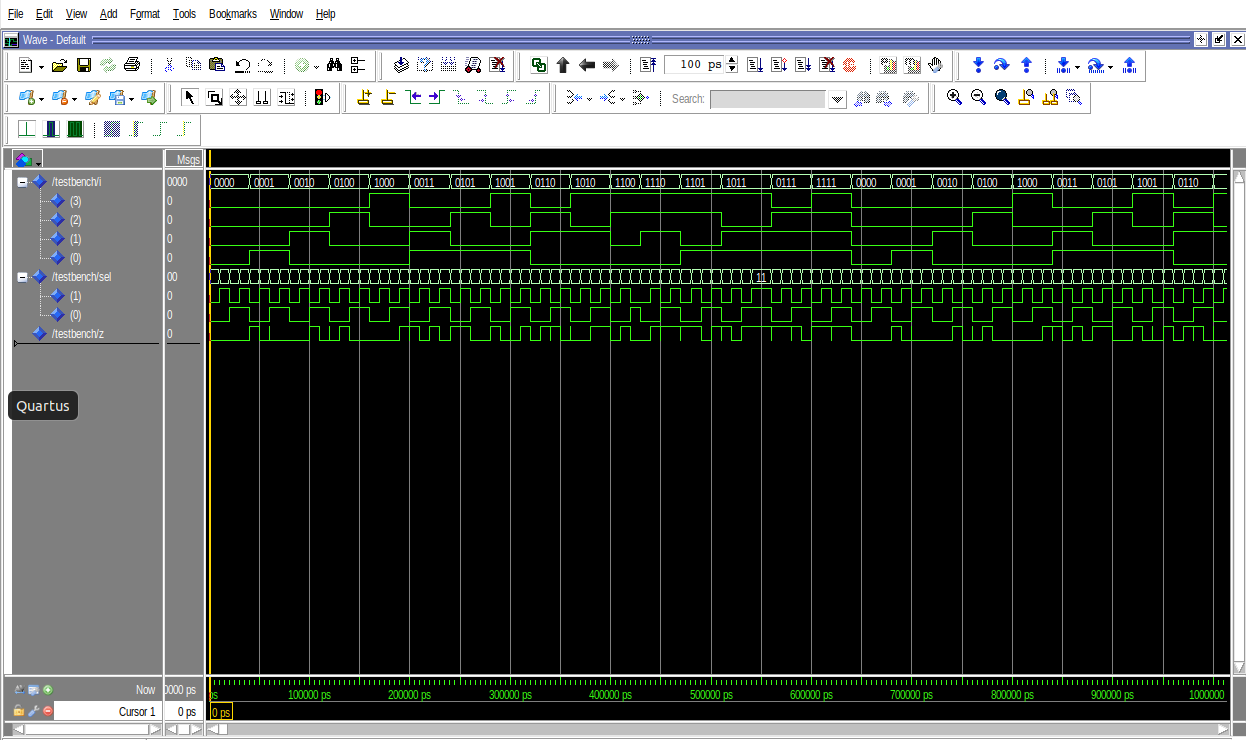 File Edit View Add Format Tools Bookmarks Window Help
Wave - Default
100 ps
Search:
Msgs
/testbench/i 0000 0000 0001 0010 0100 1000 0011 0101 1001 0110 1010 1100 1110 1101 1011 0111 1111 0000 0001 0010 0100 1000 0011 0101 1001 0110
(3) 0
(2) 0
(1) 0
(0) 0
/testbench/sel 00 11
(1) 0
(0) 0
/testbench/z 0
Quartus
Now 0000 ps ps 100000 ps 200000 ps 300000 ps 400000 ps 500000 ps 600000 ps 700000 ps 800000 ps 900000 ps 1000000
Cursor 1 0 ps 0 ps